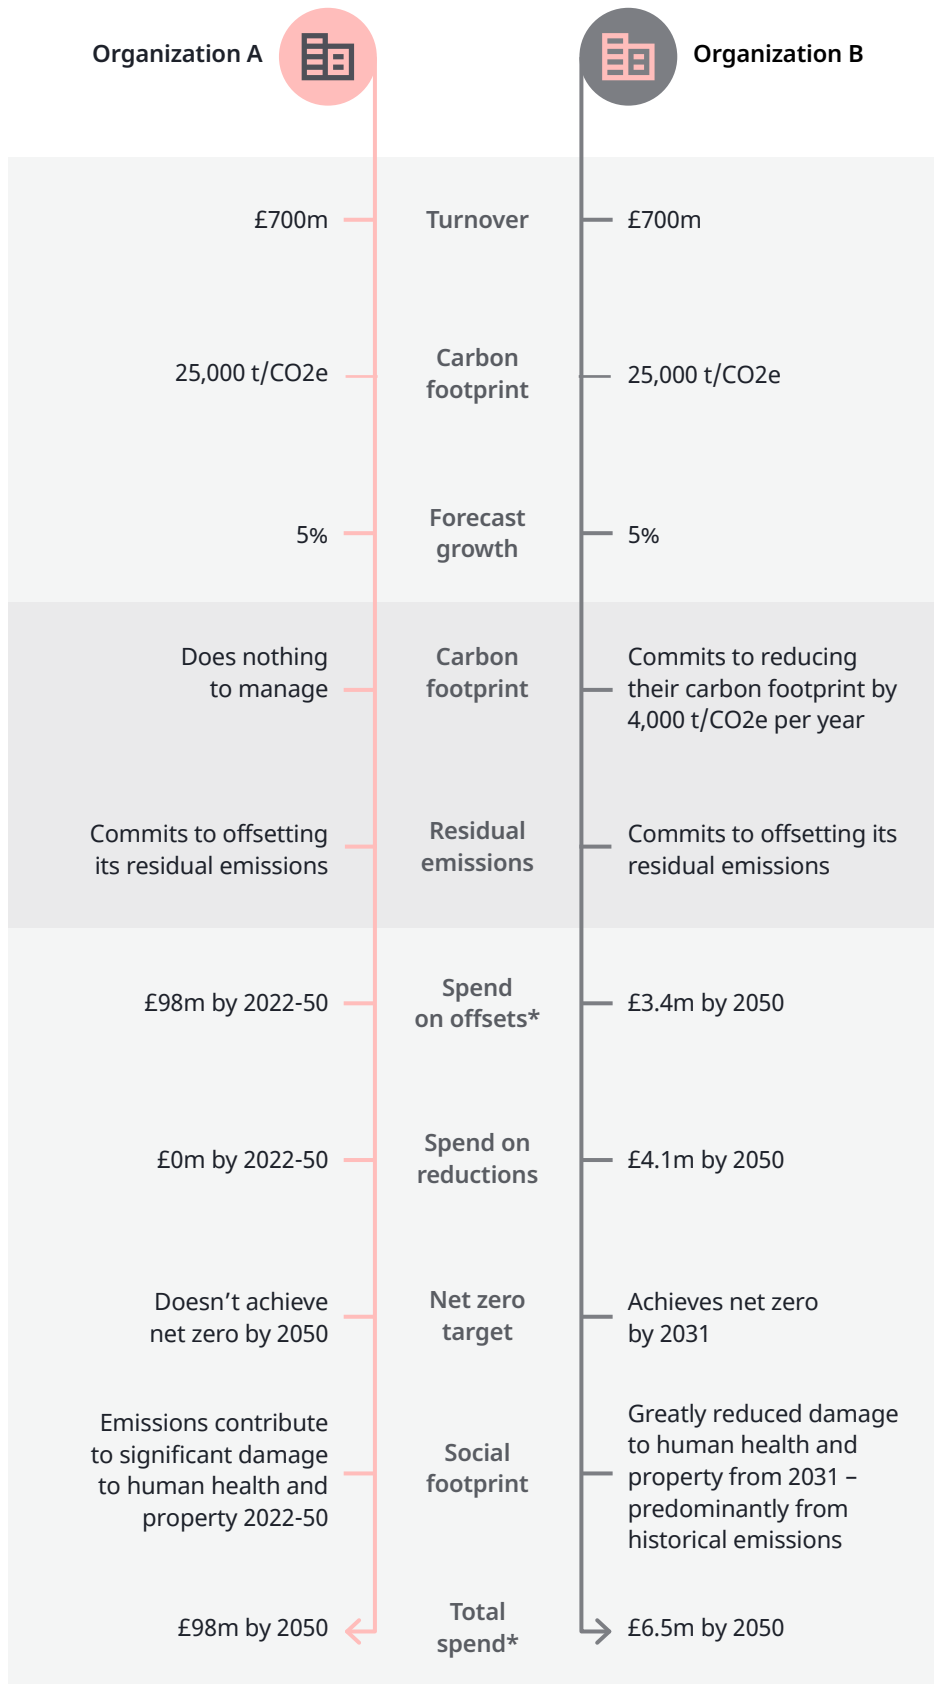 Organization A
Organization B
£700m
Turnover
£700m
25,000 t/CO2e
Carbon
footprint
25,000 t/CO2e
5%
Forecast
growth
5%
Does nothing
to manage
Carbon
footprint
Commits to reducing
their carbon footprint by
4,000 t/CO2e per year
Commits to offsetting
its residual emissions
Residual
emissions
Commits to offsetting its
residual emissions
£98m by 2022-50
Spend
on offsets*
£3.4m by 2050
£0m by 2022-50
Spend on
reductions
£4.1m by 2050
Doesn’t achieve
net zero by 2050
Net zero
target
Achieves net zero
by 2031
Emissions contribute
to significant damage
to human health and
property 2022-50
Social
footprint
Greatly reduced damage
to human health and
property from 2031 –
predominantly from
historical emissions
£98m by 2050
Total
spend*
£6.5m by 2050